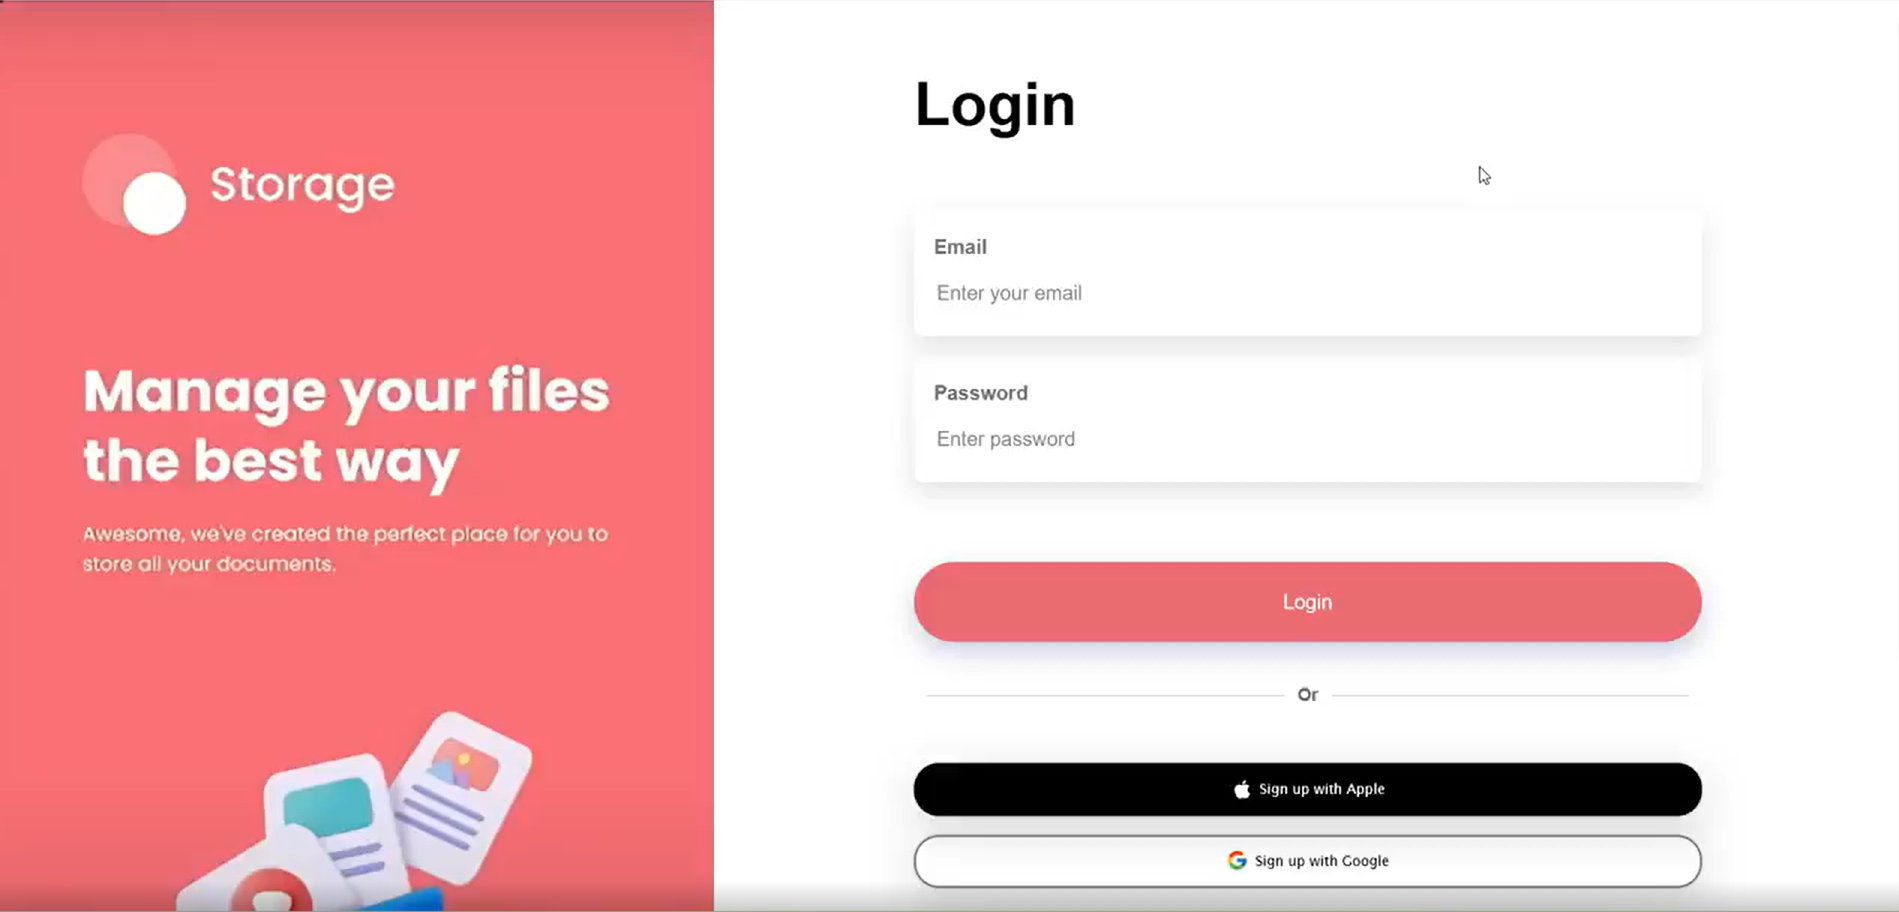 Storage
Manage your files
the best way
Awesome, we've created the perfect place for you to
store all your documents.
Login
Email
Enter your email
Password
Enter password
Login
Or
Sign up with Apple
Sign up with Google